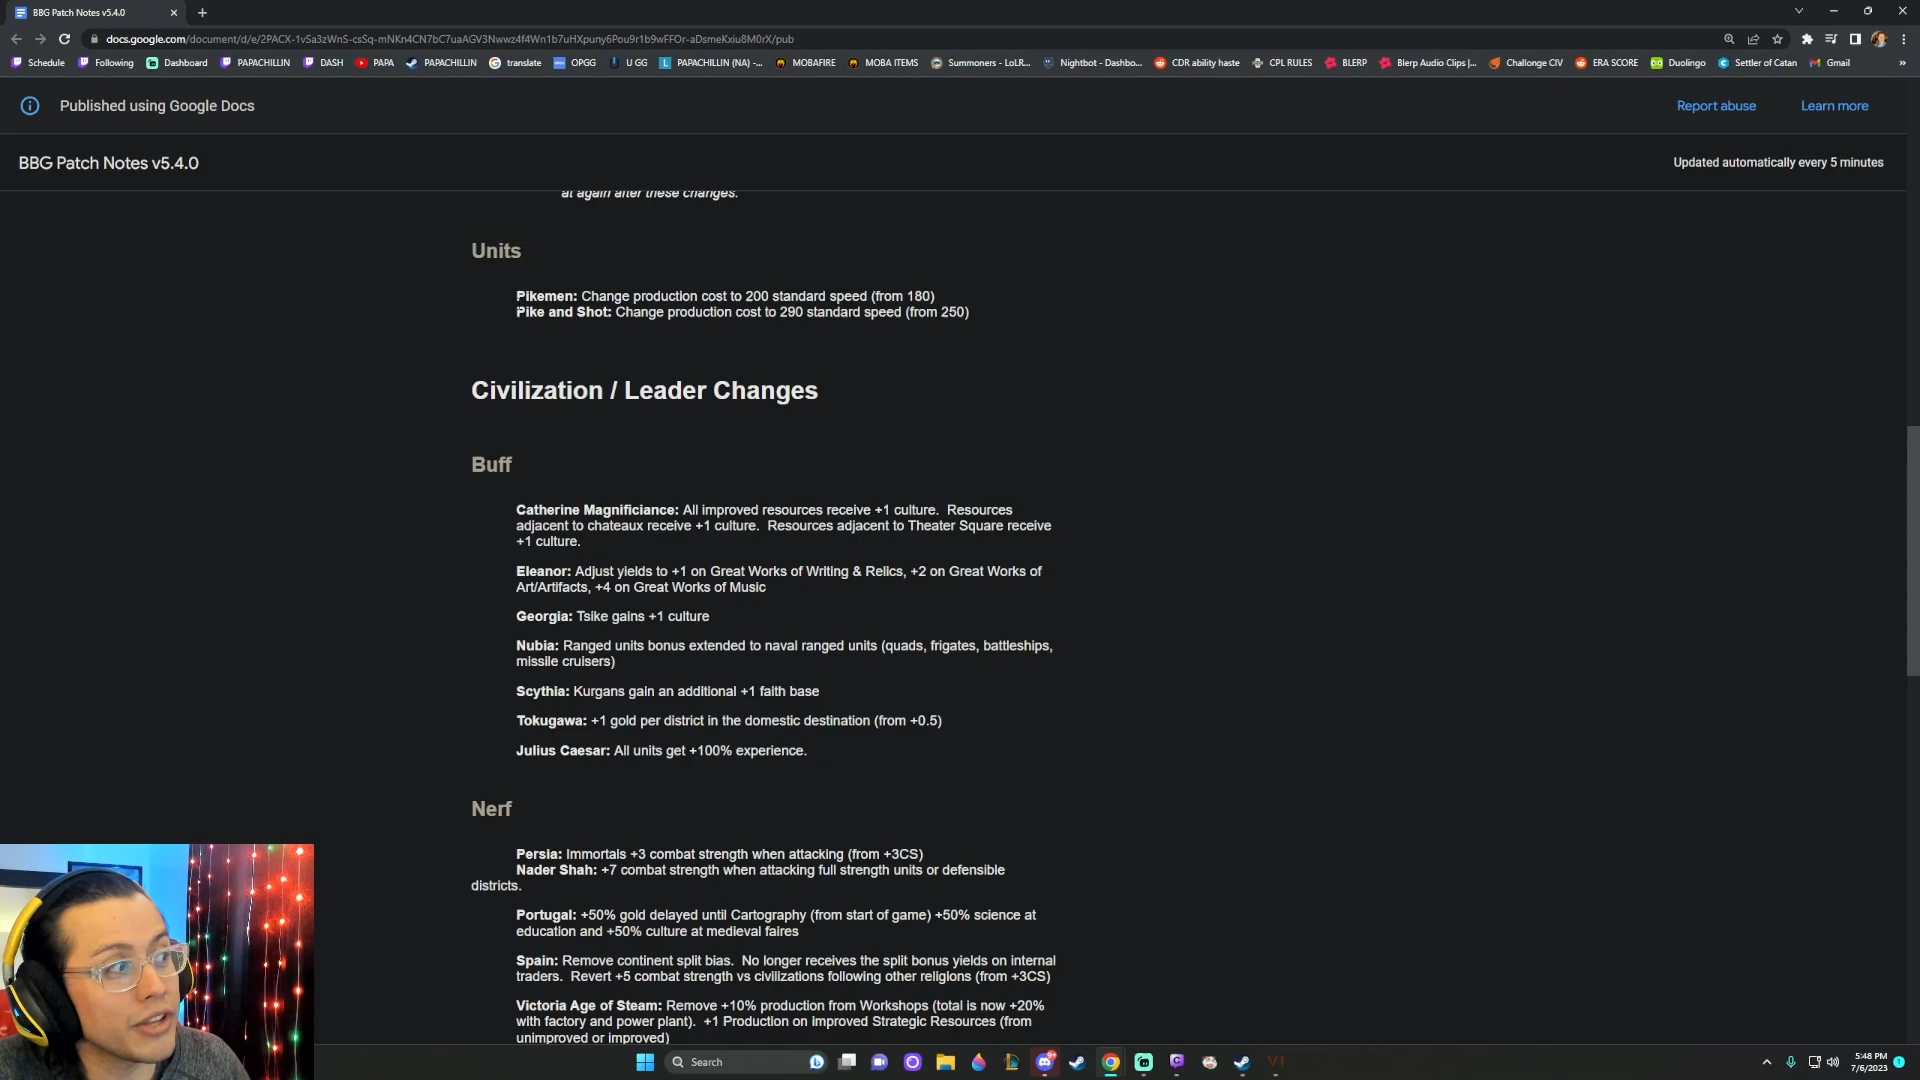 BBG Patch Notes v5.4.0
docs.google.com/document/d/e/2PACX-1vSa3zWnS-csSq-mNKn4CN7bC7uaAGV3Nwwz4f4Wn1b7uHXpuny6Pou9r1b9wFFOr-aDsmeKxiu8M0rX/pub
Schedule Following Dashboard PAPACHILLIN DASH PAPA PAPACHILLIN translate OPGG U GG PAPACHILLIN (NA) -... MOBAFIRE MOBA ITEMS Summoners - LoLR... Nightbot - Dashbo... CDR ability haste CPL RULES BLERP Blerp Audio Clips |... Challonge CIV ERA SCORE Duolingo Settler of Catan Gmail »
Published using Google Docs Report abuse Learn more
BBG Patch Notes v5.4.0 Updated automatically every 5 minutes
at again after these changes.
Units
Pikemen: Change production cost to 200 standard speed (from 180)
Pike and Shot: Change production cost to 290 standard speed (from 250)
Civilization / Leader Changes
Buff
Catherine Magnificiance: All improved resources receive +1 culture. Resources
adjacent to chateaux receive +1 culture. Resources adjacent to Theater Square receive
+1 culture.
Eleanor: Adjust yields to +1 on Great Works of Writing & Relics, +2 on Great Works of
Art/Artifacts, +4 on Great Works of Music
Georgia: Tsike gains +1 culture
Nubia: Ranged units bonus extended to naval ranged units (quads, frigates, battleships,
missile cruisers)
Scythia: Kurgans gain an additional +1 faith base
Tokugawa: +1 gold per district in the domestic destination (from +0.5)
Julius Caesar: All units get +100% experience.
Nerf
Persia: Immortals +3 combat strength when attacking (from +3CS)
Nader Shah: +7 combat strength when attacking full strength units or defensible
districts.
Portugal: +50% gold delayed until Cartography (from start of game) +50% science at
education and +50% culture at medieval faires
Spain: Remove continent split bias. No longer receives the split bonus yields on internal
traders. Revert +5 combat strength vs civilizations following other religions (from +3CS)
Victoria Age of Steam: Remove +10% production from Workshops (total is now +20%
with factory and power plant). +1 Production on improved Strategic Resources (from
unimproved or improved)
Search
5:48 PM
7/6/2023